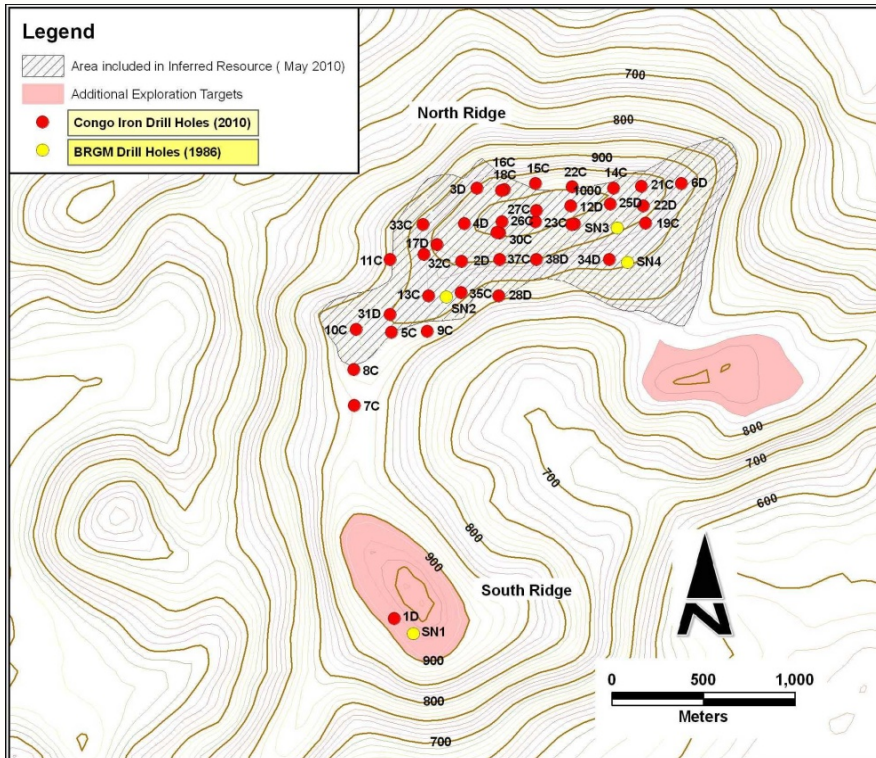 Legend
Area included in Inferred Resource ( May 2010)
Additional Exploration Targets
Congo Iron Drill Holes (2010)
BRGM Drill Holes (1986)
700
North Ridge
800
900
16C
15C
22C
14C
3D
18C
1000
21C
6D
27C
12D
25D
22D
33C
4D
26C
23C
SN3
19C
30C
17D
11C
32C
2D
37C
38D
34D
SN4
13C
35C
28D
SN2
31D
10C
5C
9C
8C
7C
800
700
700
600
800
900
South Ridge
1D
SN1
900
800
700
0
500
1,000
Meters
N